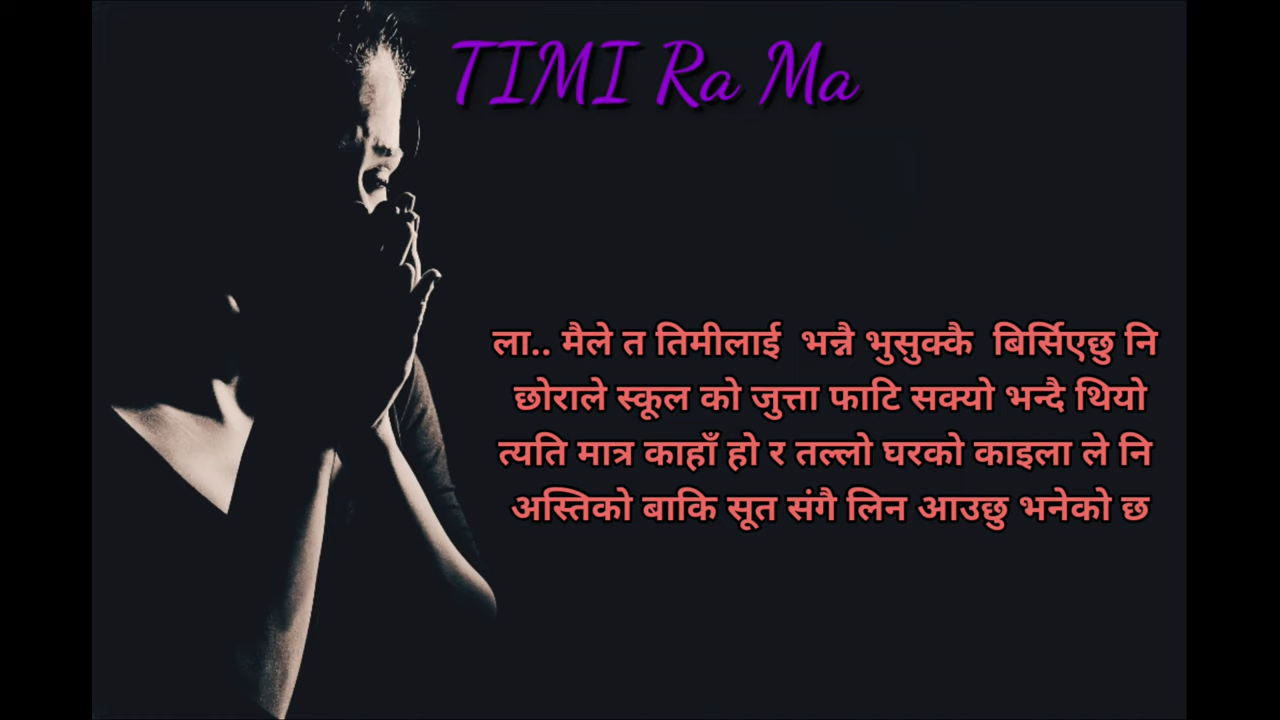 TIMI Ra Ma
ला.. मैले त तिमीलाई भन्नै भुसुक्कै बिर्सिएछु नि
छोराले स्कूल को जुत्ता फाटि सक्यो भन्दै थियो
त्यति मात्र काहाँ हो र तल्लो घरको काइला ले नि
अस्तिको बाकि सूत संगै लिन आउछु भनेको छ